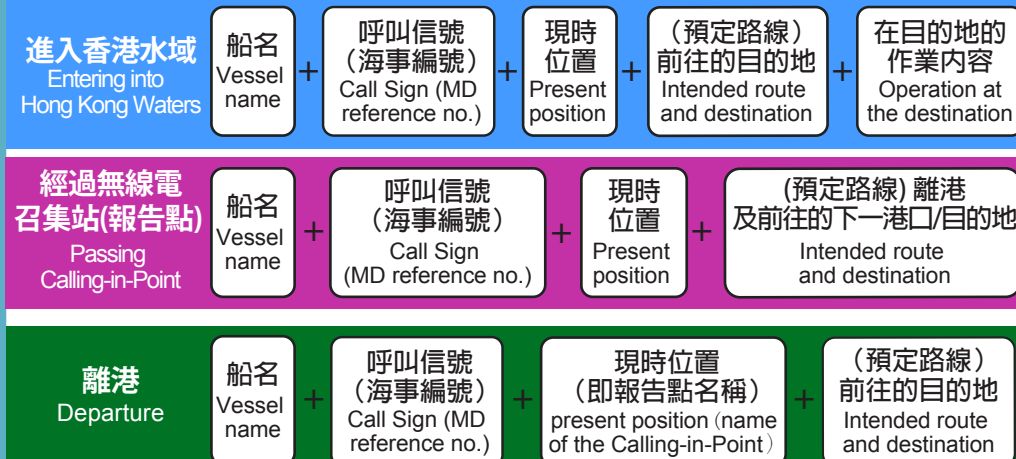 進入香港水域
Entering into
Hong Kong Waters
船名
Vessel
name
+
呼叫信號
（海事編號）
Call Sign (MD
reference no.)
+
現時
位置
Present
position
+
（預定路線）
前往的目的地
Intended route
and destination
+
在目的地的
作業内容
Operation at
the destination
經過無線電
召集站(報告點)
Passing
Calling-in-Point
船名
Vessel
name
+
呼叫信號
（海事編號）
Call Sign
(MD reference no.)
+
現時
位置
Present
position
+
(預定路線) 離港
及前往的下一港口/目的地
Intended route
and destination
離港
Departure
船名
Vessel
name
+
呼叫信號
（海事編號）
Call Sign (MD
reference no.)
+
現時位置
（即報告點名稱）
present position（name
of the Calling-in-Point）
+
（預定路線）
前往的目的地
Intended route
and destination